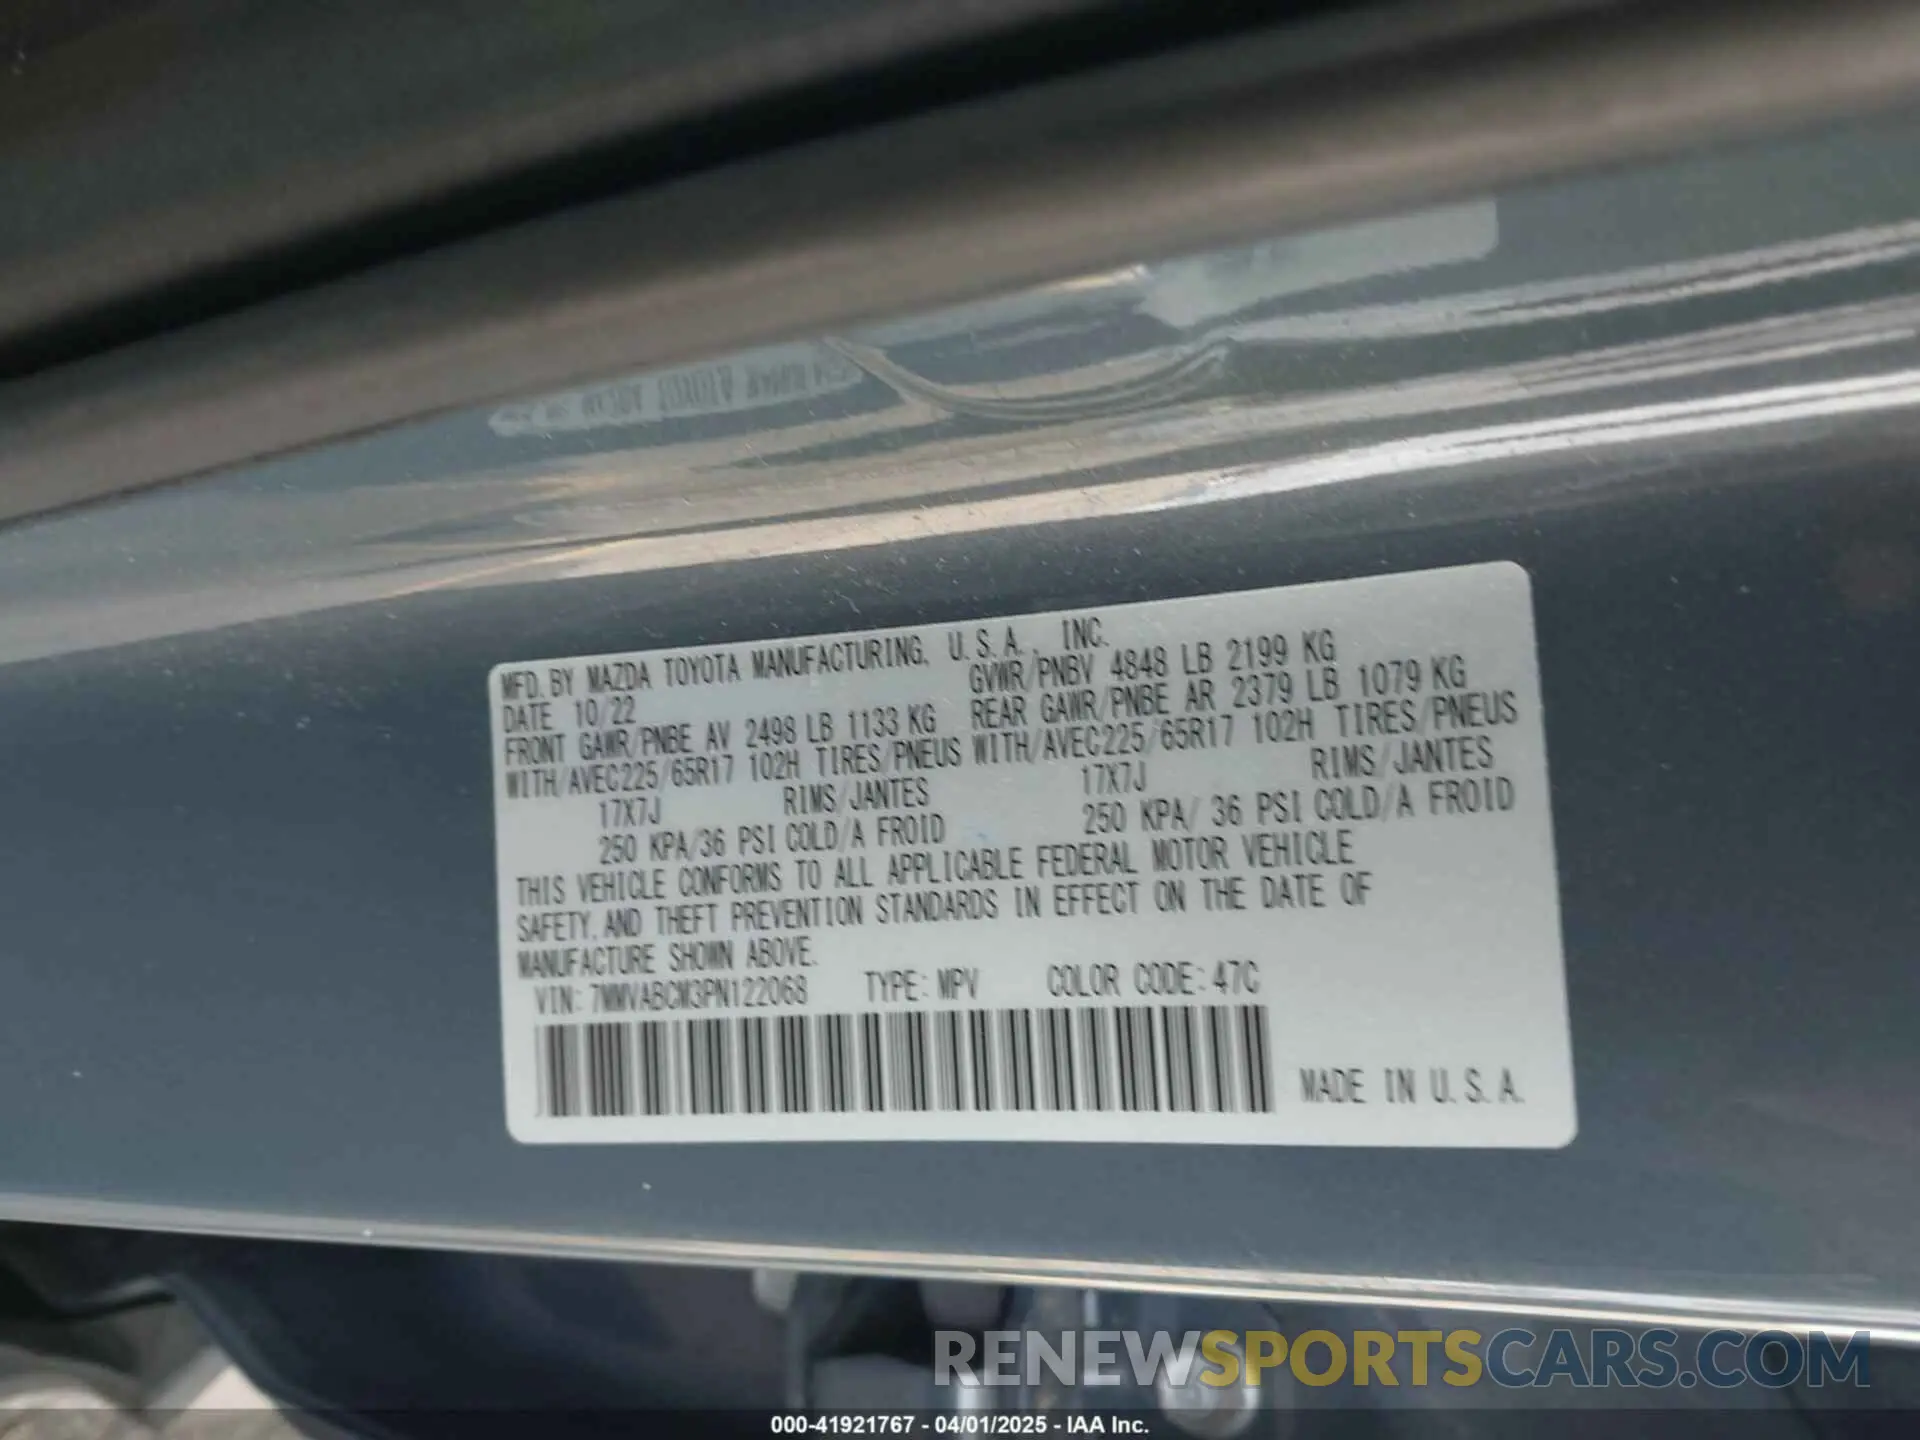 MFD. BY MAZDA TOYOTA MANUFACTURING, U.S.A., INC.
DATE 10/22 GVWR/PNBV 4848 LB 2199 KG
FRONT GAWR/PNBE AV 2498 LB 1133 KG REAR GAWR/PNBE AR 2379 LB 1079 KG
WITH/AVEC225/65R17 102H TIRES/PNEUS WITH/AVEC225/65R17 102H TIRES/PNEUS
17X7J RIMS/JANTES 17X7J RIMS/JANTES
250 KPA/36 PSI COLD/A FROID 250 KPA/ 36 PSI COLD/A FROID
THIS VEHICLE CONFORMS TO ALL APPLICABLE FEDERAL MOTOR VEHICLE
SAFETY, AND THEFT PREVENTION STANDARDS IN EFFECT ON THE DATE OF
MANUFACTURE SHOWN ABOVE.
VIN: 7MMVABCM3PN122068 TYPE: MPV COLOR CODE: 47C
MADE IN U.S.A.
RENEWSPORTSCARS.COM
000-41921767 - 04/01/2025 - IAA Inc.